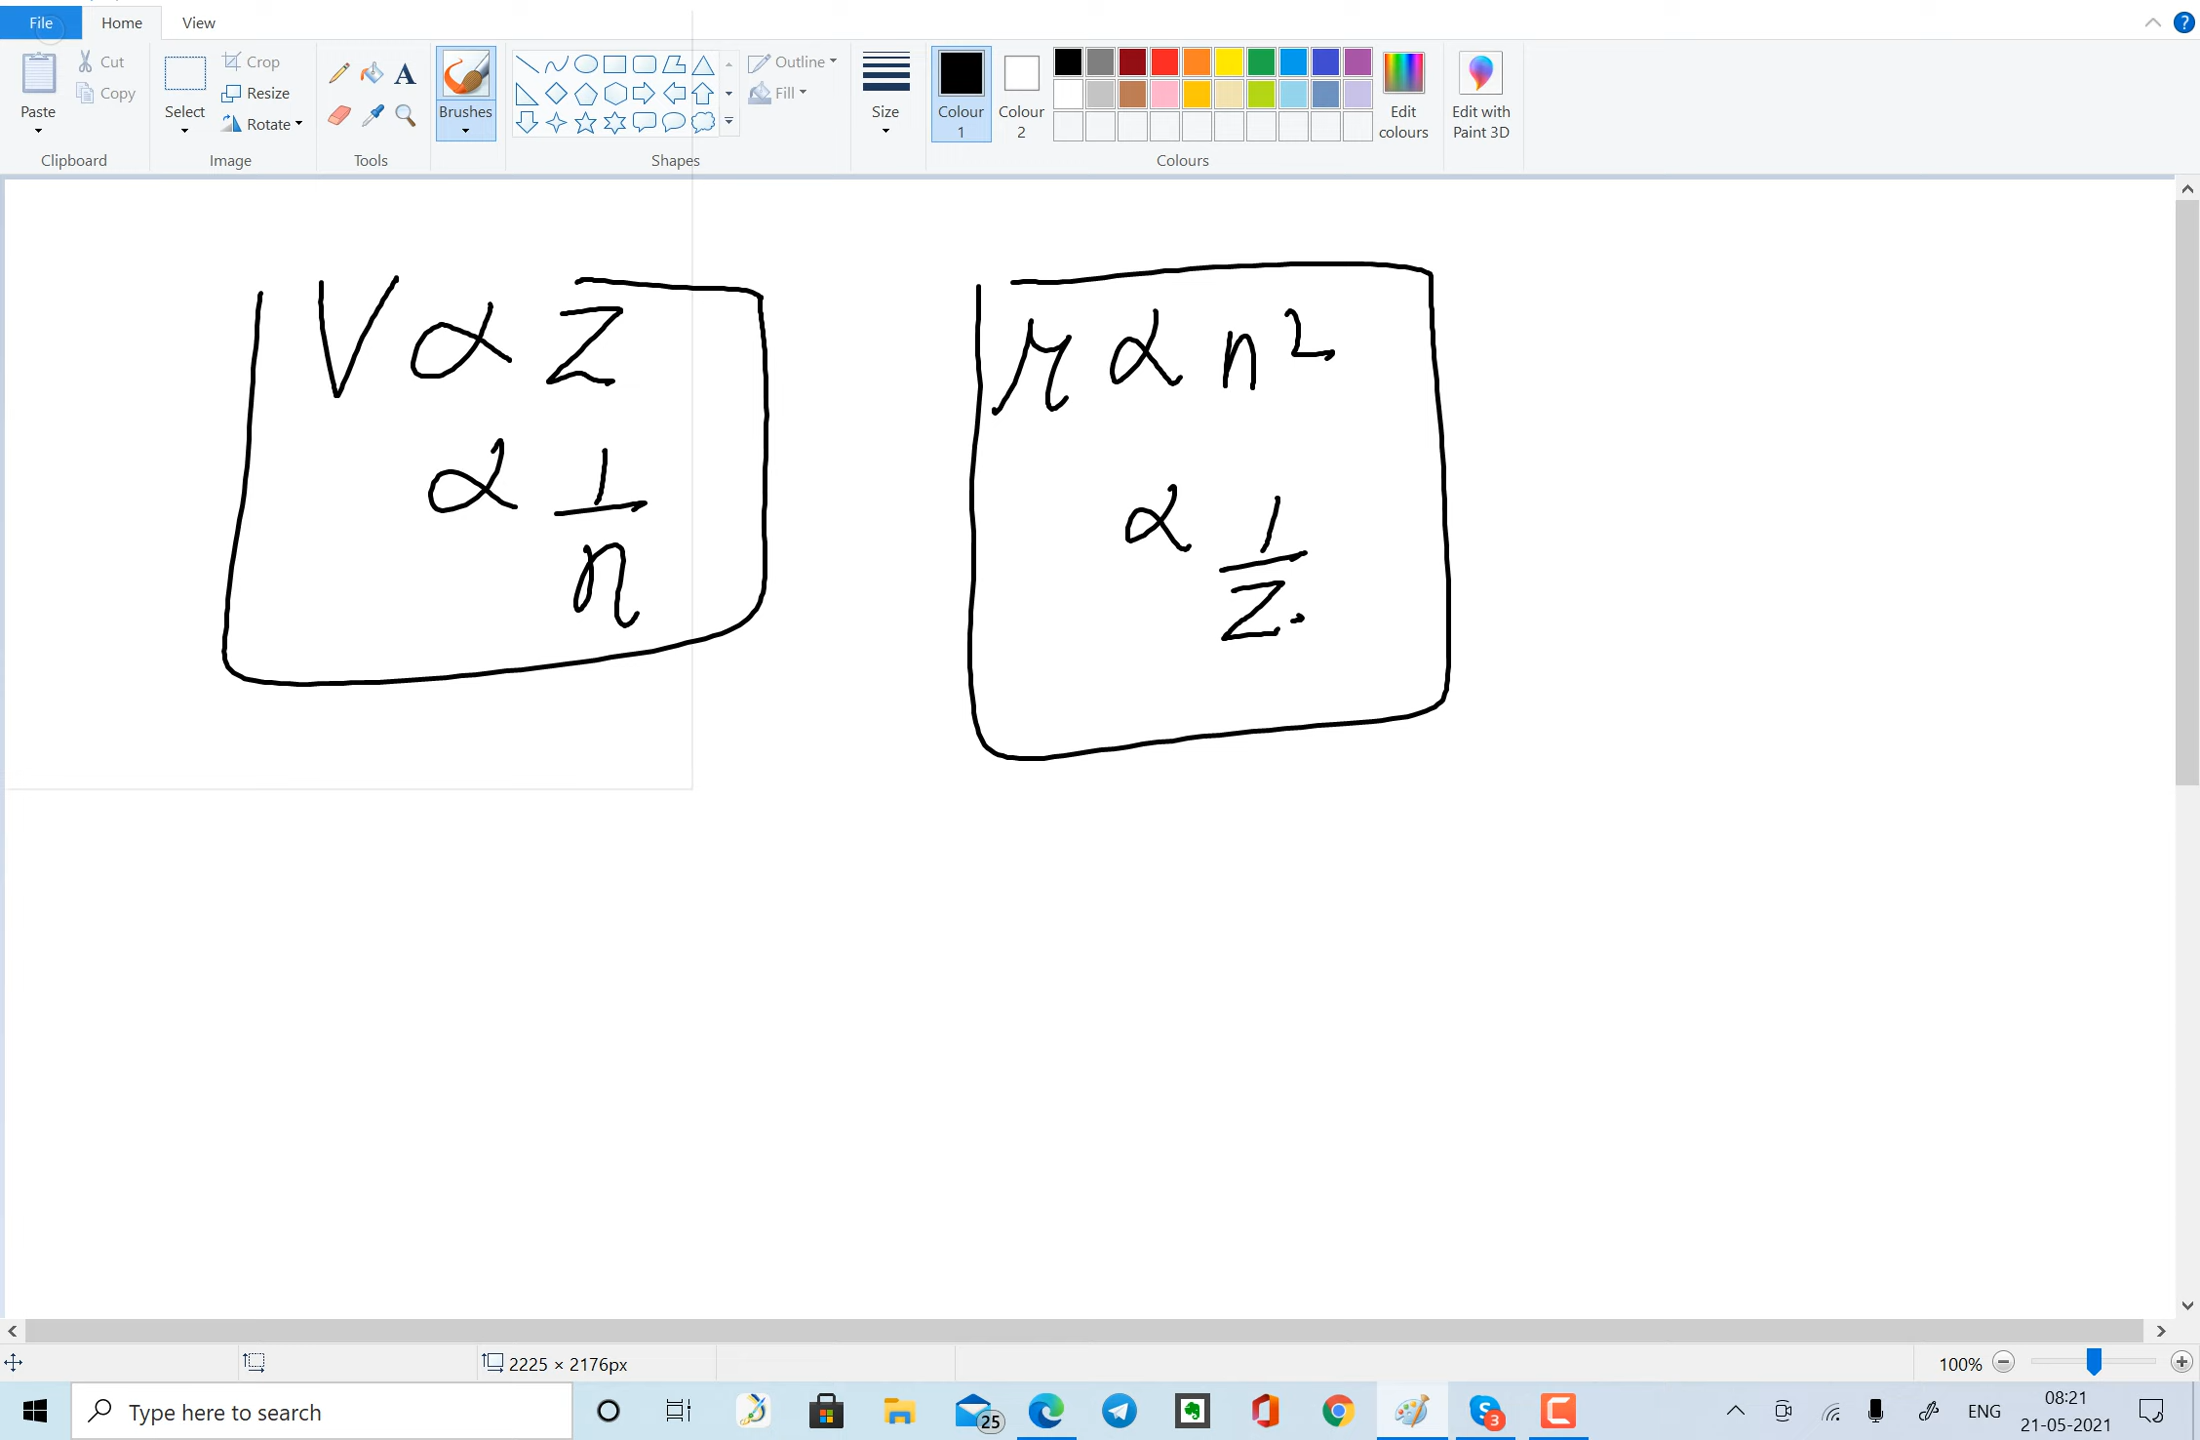 File Home View
Paste Cut Copy Clipboard
Select Crop Resize Rotate Image
Tools
Brushes
Outline Fill Shapes
Size
Colour 1 Colour 2 Edit colours Colours
Edit with Paint 3D
V ∝ Z
∝ 1/n
r ∝ n²
∝ 1/Z
2225 × 2176px 100%
Type here to search 25 3 ENG 08:21
21-05-2021